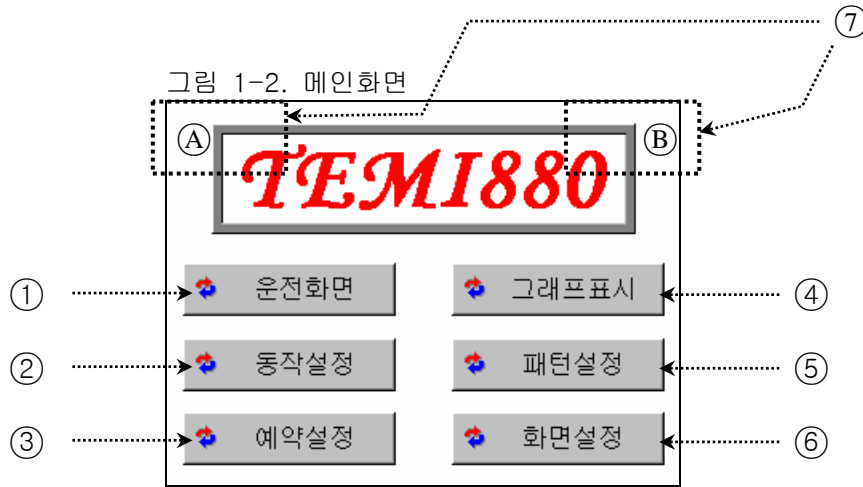 ⑦
그림 1-2. 메인화면
Ⓐ Ⓑ
TEMI880
① 운전화면 그래프표시 ④
② 동작설정 패턴설정 ⑤
③ 예약설정 화면설정 ⑥